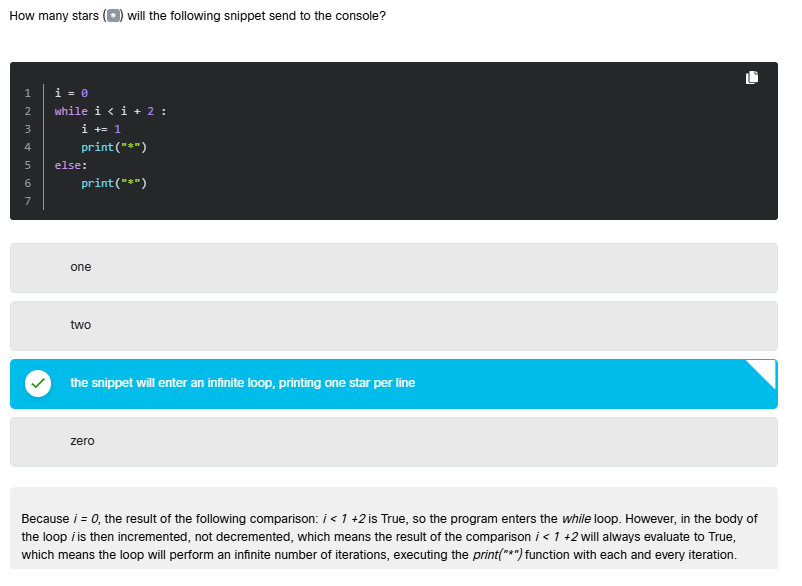 How many stars (*) will the following snippet send to the console?
1 i = 0
2 while i < i + 2 :
3     i += 1
4     print("*")
5 else:
6     print("*")
7
one
two
the snippet will enter an infinite loop, printing one star per line
zero
Because i = 0, the result of the following comparison: i < 1 +2 is True, so the program enters the while loop. However, in the body of
the loop i is then incremented, not decremented, which means the result of the comparison i < 1 +2 will always evaluate to True,
which means the loop will perform an infinite number of iterations, executing the print("*") function with each and every iteration.